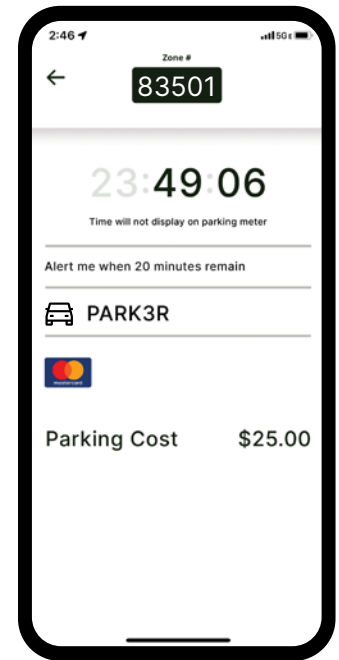 2:46 5G E
Zone #
83501
23:49:06
Time will not display on parking meter
Alert me when 20 minutes remain
PARK3R
mastercard
Parking Cost $25.00